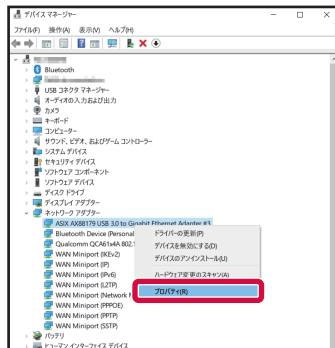 デバイス マネージャー
ファイル(F) 操作(A) 表示(V) ヘルプ(H)
Bluetooth
USB コネクタ マネージャー
オーディオの入力および出力
カメラ
キーボード
コンピューター
サウンド、ビデオ、およびゲーム コントローラー
システム デバイス
セキュリティ デバイス
ソフトウェア コンポーネント
ソフトウェア デバイス
ディスク ドライブ
ディスプレイ アダプター
ネットワーク アダプター
ASIX AX88179 USB 3.0 to Gigabit Ethernet Adapter #3
Bluetooth Device (Personal
Qualcomm QCA61x4A 802.1
WAN Miniport (IKEv2)
WAN Miniport (IP)
WAN Miniport (IPv6)
WAN Miniport (L2TP)
WAN Miniport (Network M
WAN Miniport (PPPOE)
WAN Miniport (PPTP)
WAN Miniport (SSTP)
バッテリ
ヒューマン インターフェイス デバイス
ドライバーの更新(P)
デバイスを無効にする(D)
デバイスのアンインストール(U)
ハードウェア変更のスキャン(A)
プロパティ(R)